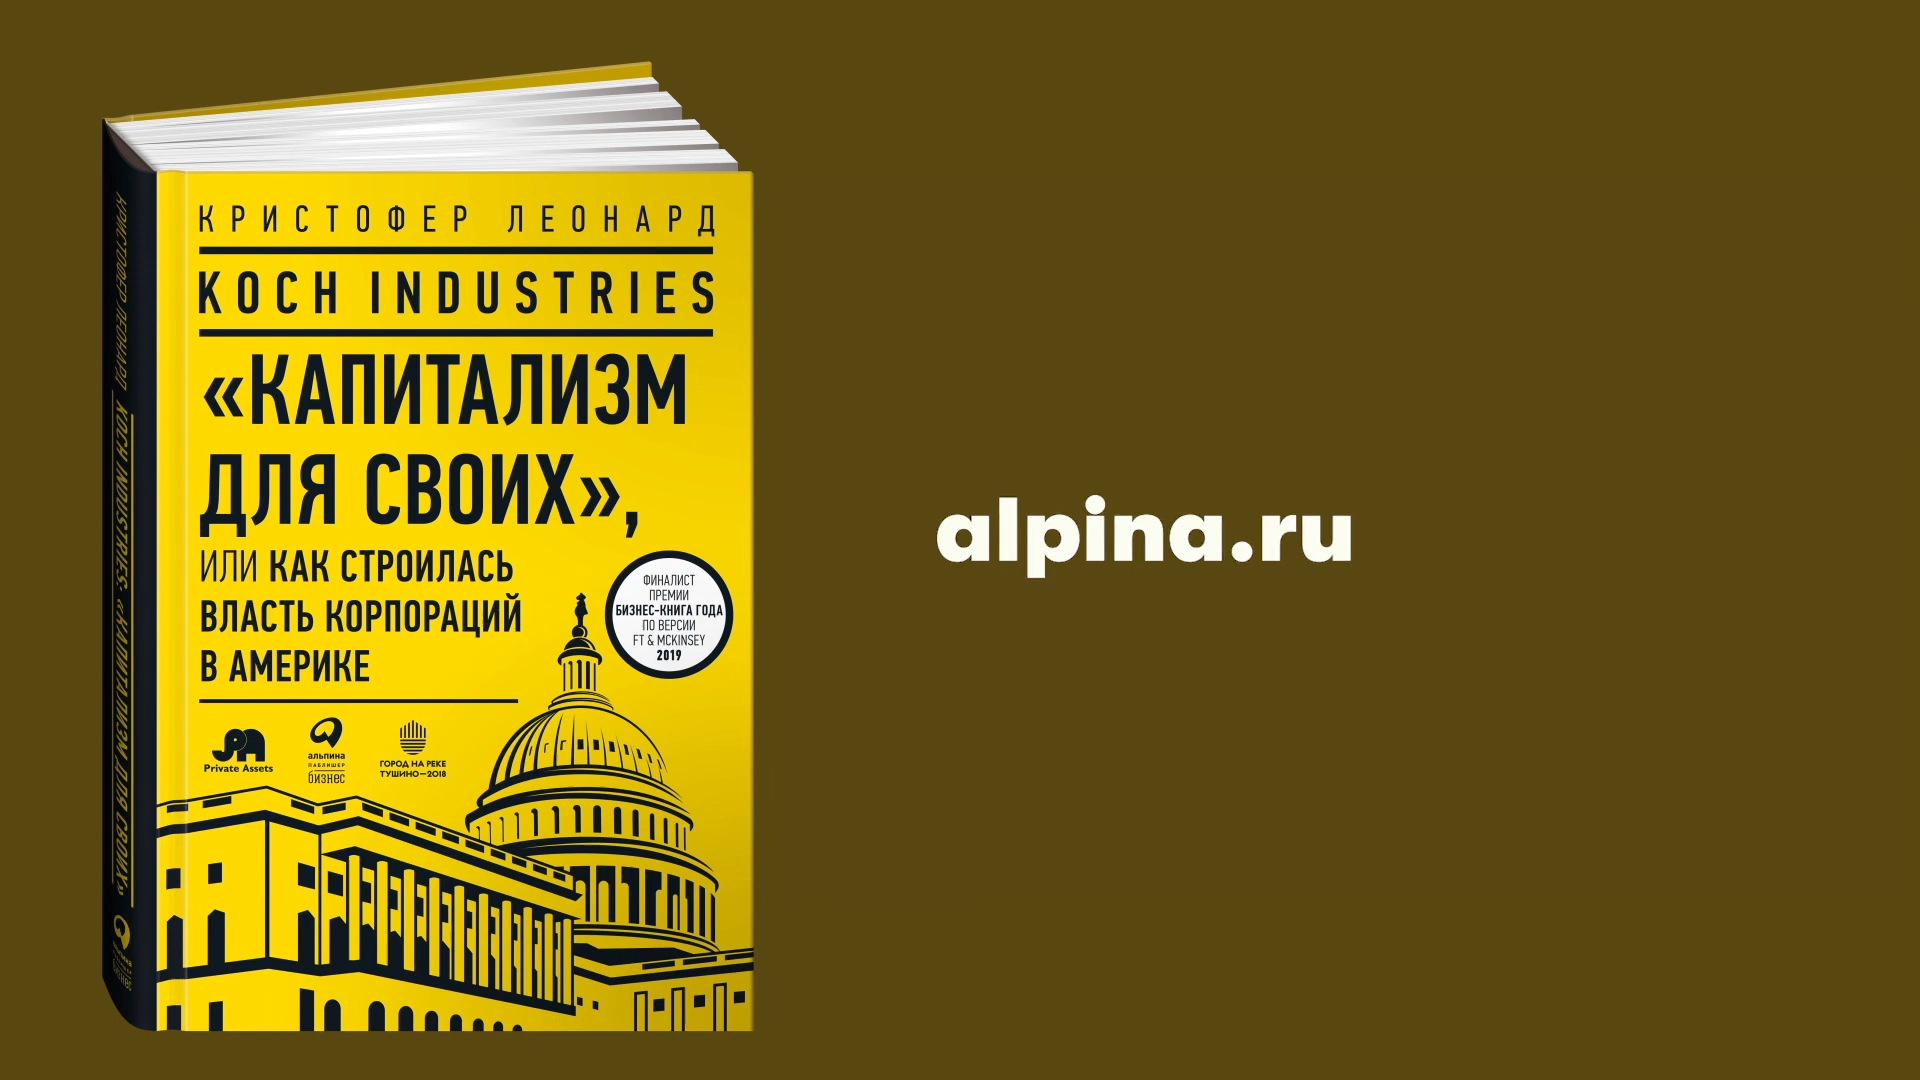 КРИСТОФЕР ЛЕОНАРД
KOCH INDUSTRIES
«КАПИТАЛИЗМ
ДЛЯ СВОИХ»,
ИЛИ КАК СТРОИЛАСЬ
ВЛАСТЬ КОРПОРАЦИЙ
В АМЕРИКЕ
ФИНАЛИСТ
ПРЕМИИ
БИЗНЕС-КНИГА ГОДА
ПО ВЕРСИИ
FT & MCKINSEY
2019
Private Assets
альпина
ПАБЛИШЕР
бизнес
ГОРОД НА РЕКЕ
ТУШИНО—2018
КРИСТОФЕР ЛЕОНАРД KOCH INDUSTRIES: «КАПИТАЛИЗМ ДЛЯ СВОИХ»
alpina.ru